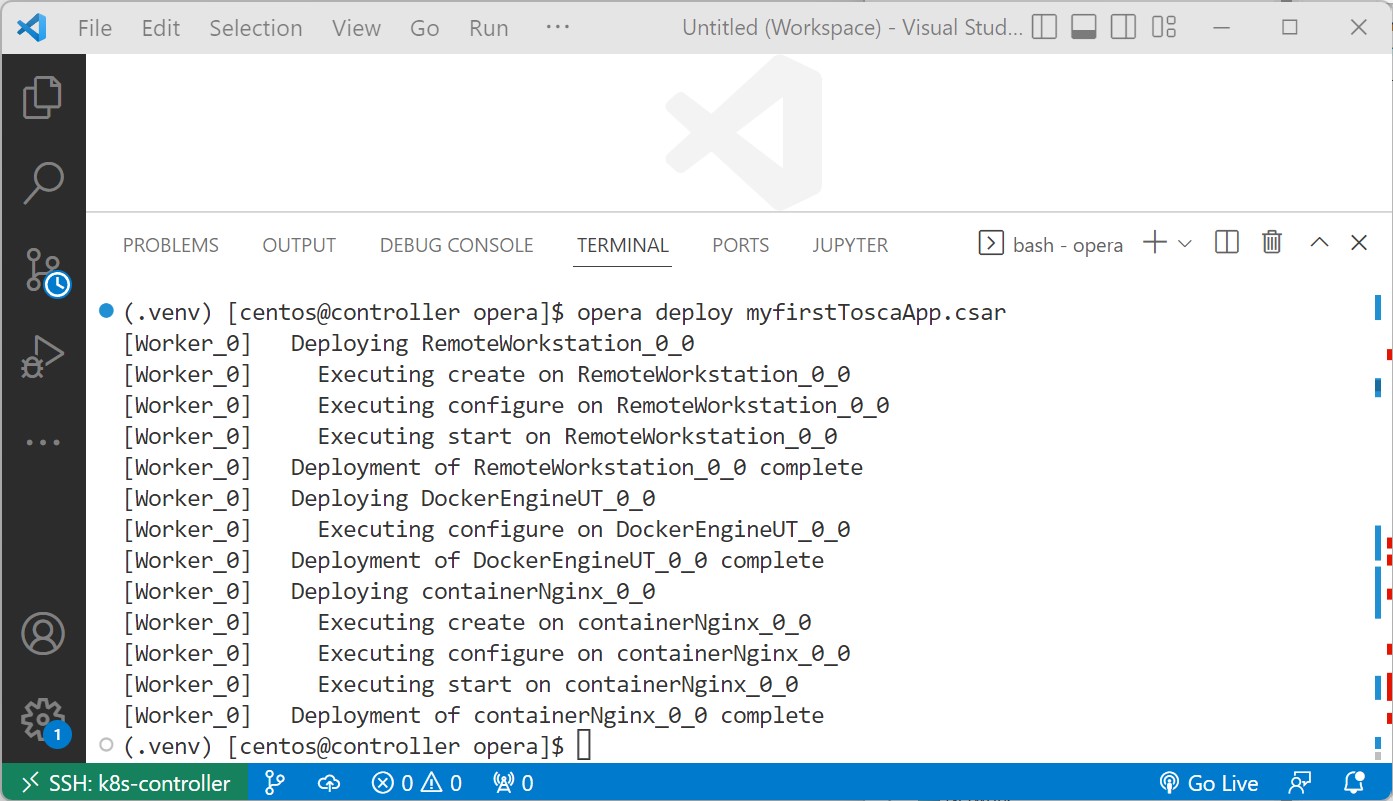 File Edit Selection View Go Run ··· Untitled (Workspace) - Visual Stud...
PROBLEMS OUTPUT DEBUG CONSOLE TERMINAL PORTS JUPYTER bash - opera
(.venv) [centos@controller opera]$ opera deploy myfirstToscaApp.csar
[Worker_0]   Deploying RemoteWorkstation_0_0
[Worker_0]     Executing create on RemoteWorkstation_0_0
[Worker_0]     Executing configure on RemoteWorkstation_0_0
[Worker_0]     Executing start on RemoteWorkstation_0_0
[Worker_0]   Deployment of RemoteWorkstation_0_0 complete
[Worker_0]   Deploying DockerEngineUT_0_0
[Worker_0]     Executing configure on DockerEngineUT_0_0
[Worker_0]   Deployment of DockerEngineUT_0_0 complete
[Worker_0]   Deploying containerNginx_0_0
[Worker_0]     Executing create on containerNginx_0_0
[Worker_0]     Executing configure on containerNginx_0_0
[Worker_0]     Executing start on containerNginx_0_0
[Worker_0]   Deployment of containerNginx_0_0 complete
(.venv) [centos@controller opera]$
1
SSH: k8s-controller 0 0 0 Go Live